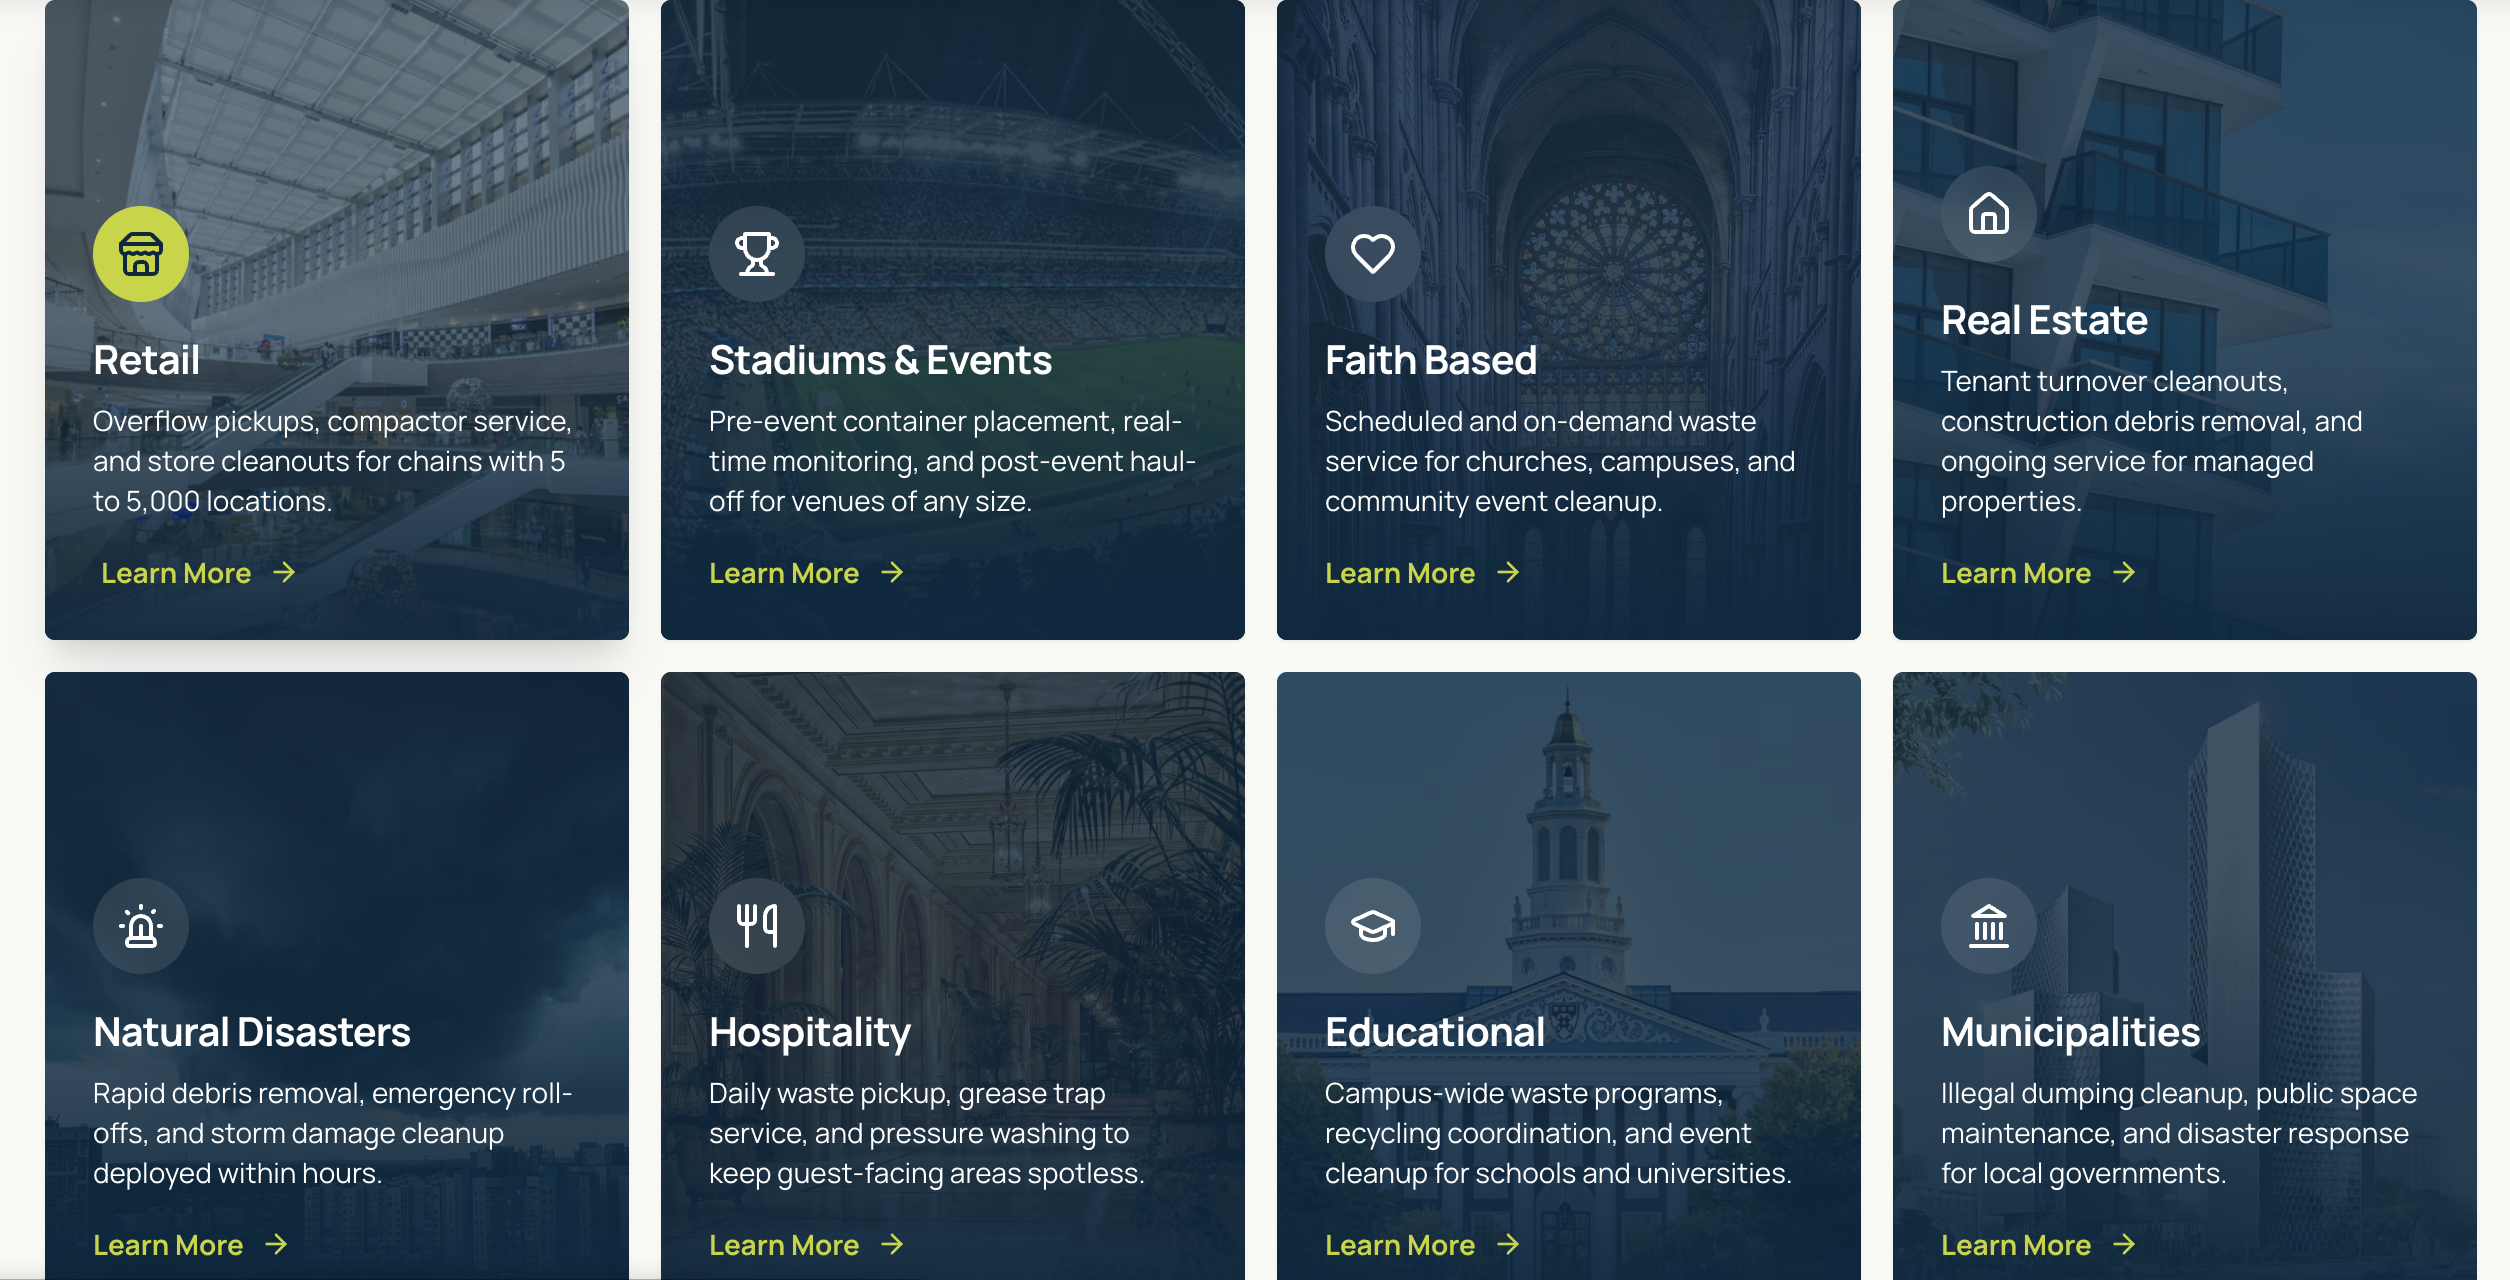 Retail
Overflow pickups, compactor service,
and store cleanouts for chains with 5
to 5,000 locations.
Learn More
Stadiums & Events
Pre-event container placement, real-
time monitoring, and post-event haul-
off for venues of any size.
Learn More
Faith Based
Scheduled and on-demand waste
service for churches, campuses, and
community event cleanup.
Learn More
Real Estate
Tenant turnover cleanouts,
construction debris removal, and
ongoing service for managed
properties.
Learn More
Natural Disasters
Rapid debris removal, emergency roll-
offs, and storm damage cleanup
deployed within hours.
Learn More
Hospitality
Daily waste pickup, grease trap
service, and pressure washing to
keep guest-facing areas spotless.
Learn More
Educational
Campus-wide waste programs,
recycling coordination, and event
cleanup for schools and universities.
Learn More
Municipalities
Illegal dumping cleanup, public space
maintenance, and disaster response
for local governments.
Learn More